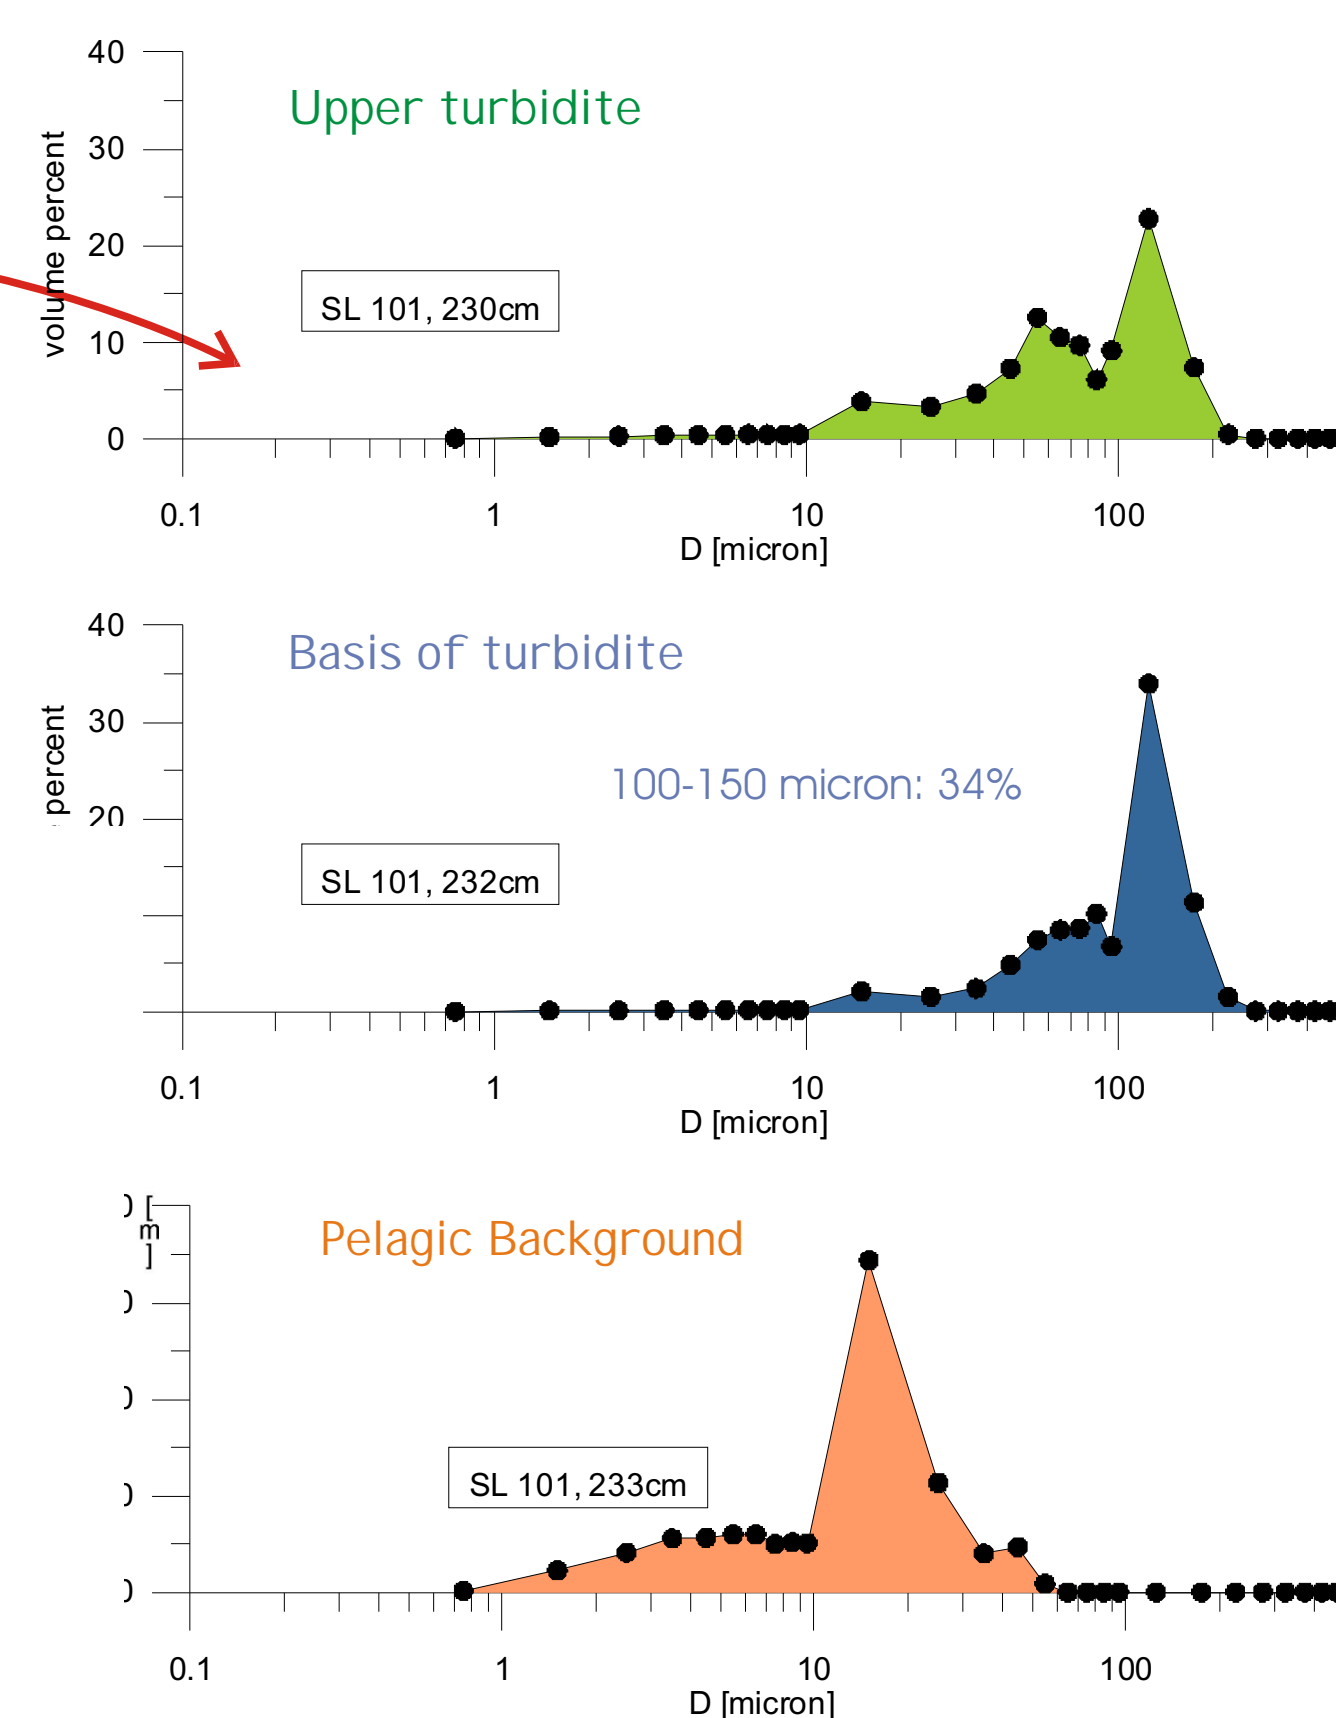 40
Upper turbidite
30
volume percent
20
SL 101, 230cm
10
0
0.1 1 10 100
D [micron]
40
Basis of turbidite
30
percent
100-150 micron: 34%
20
SL 101, 232cm
0.1 1 10 100
D [micron]
[
m
]
Pelagic Background
SL 101, 233cm
0.1 1 10 100
D [micron]